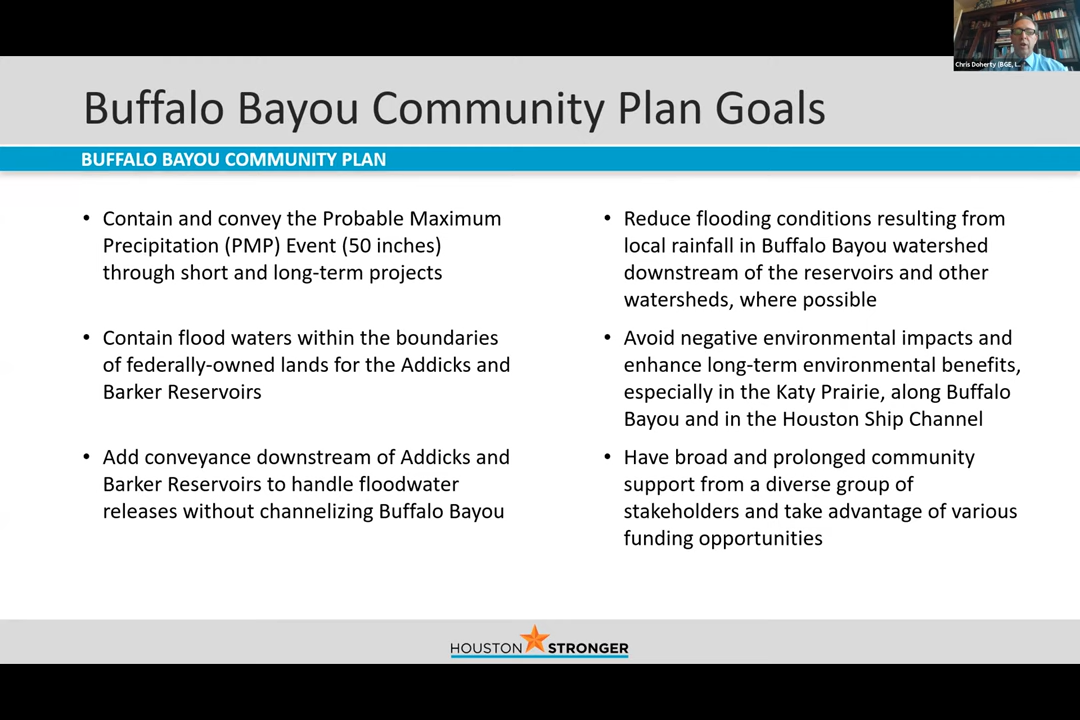 Chris Doherty (BGE, I...
Buffalo Bayou Community Plan Goals
BUFFALO BAYOU COMMUNITY PLAN
• Contain and convey the Probable Maximum
Precipitation (PMP) Event (50 inches)
through short and long-term projects
• Contain flood waters within the boundaries
of federally-owned lands for the Addicks and
Barker Reservoirs
• Add conveyance downstream of Addicks and
Barker Reservoirs to handle floodwater
releases without channelizing Buffalo Bayou
• Reduce flooding conditions resulting from
local rainfall in Buffalo Bayou watershed
downstream of the reservoirs and other
watersheds, where possible
• Avoid negative environmental impacts and
enhance long-term environmental benefits,
especially in the Katy Prairie, along Buffalo
Bayou and in the Houston Ship Channel
• Have broad and prolonged community
support from a diverse group of
stakeholders and take advantage of various
funding opportunities
HOUSTON STRONGER